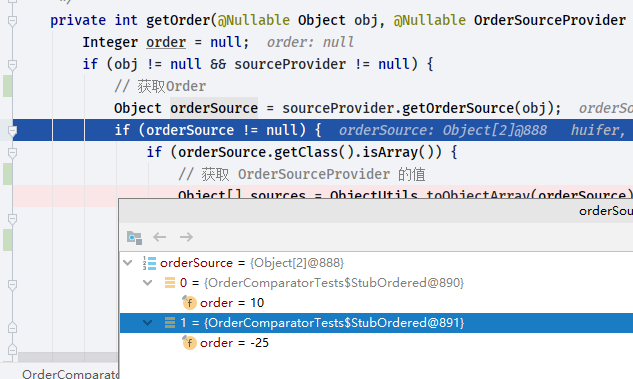 */
private int getOrder(@Nullable Object obj, @Nullable OrderSourceProvider
Integer order = null; order: null
if (obj != null && sourceProvider != null) {
// 获取Order
Object orderSource = sourceProvider.getOrderSource(obj); orderSo
if (orderSource != null) { orderSource: Object[2]@888 huifer,
if (orderSource.getClass().isArray()) {
// 获取 OrderSourceProvider 的值
Object[] sources = ObjectUtils.toObjectArray(orderSource)
orderSou
orderSource = {Object[2]@888}
0 = {OrderComparatorTests$StubOrdered@890}
order = 10
1 = {OrderComparatorTests$StubOrdered@891}
order = -25
OrderComparato